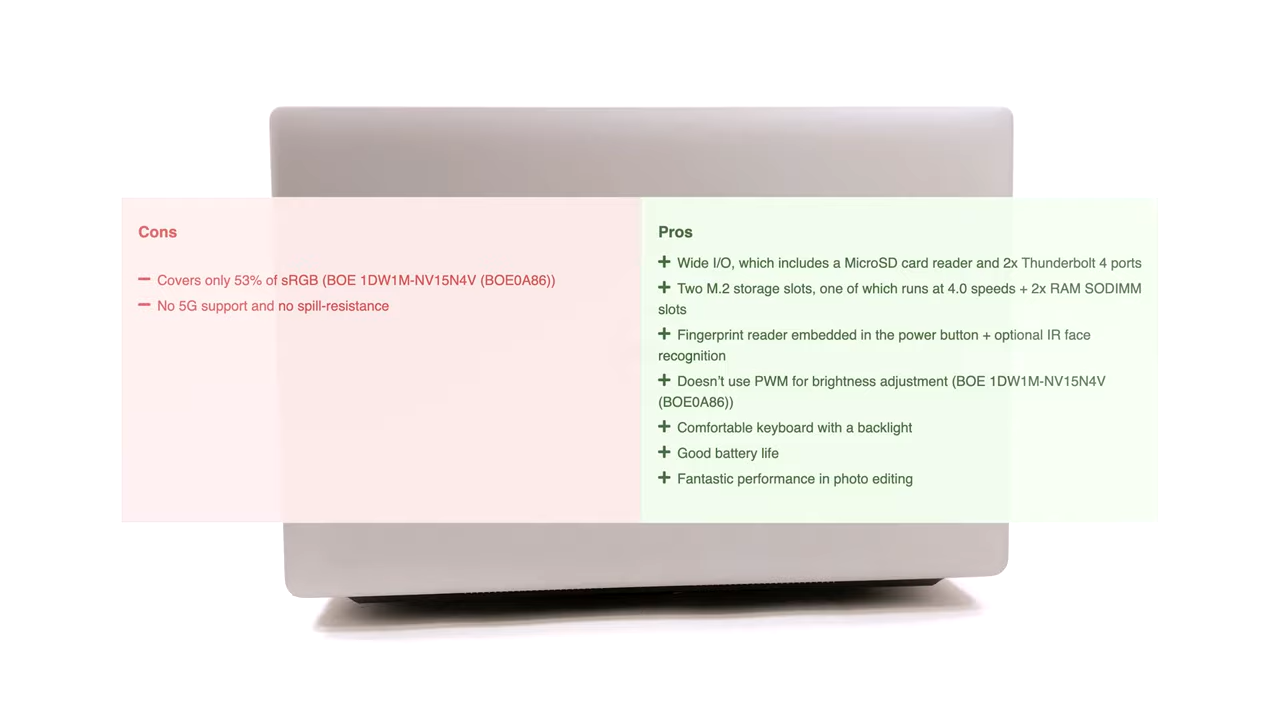 Cons
− Covers only 53% of sRGB (BOE 1DW1M-NV15N4V (BOE0A86))
− No 5G support and no spill-resistance
Pros
+ Wide I/O, which includes a MicroSD card reader and 2x Thunderbolt 4 ports
+ Two M.2 storage slots, one of which runs at 4.0 speeds + 2x RAM SODIMM
slots
+ Fingerprint reader embedded in the power button + optional IR face
recognition
+ Doesn’t use PWM for brightness adjustment (BOE 1DW1M-NV15N4V
(BOE0A86))
+ Comfortable keyboard with a backlight
+ Good battery life
+ Fantastic performance in photo editing